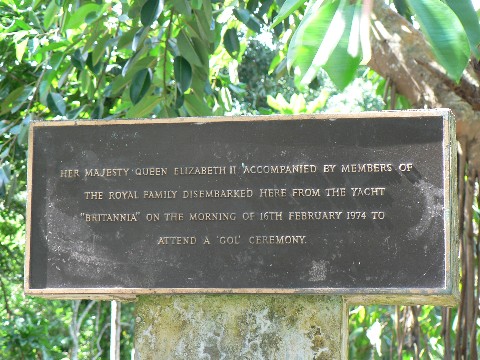 HER MAJESTY QUEEN ELIZABETH II ACCOMPANIED BY MEMBERS OF
THE ROYAL FAMILY DISEMBARKED HERE FROM THE YACHT
"BRITANNIA" ON THE MORNING OF 16TH FEBRUARY 1974 TO
ATTEND A 'GOL' CEREMONY.